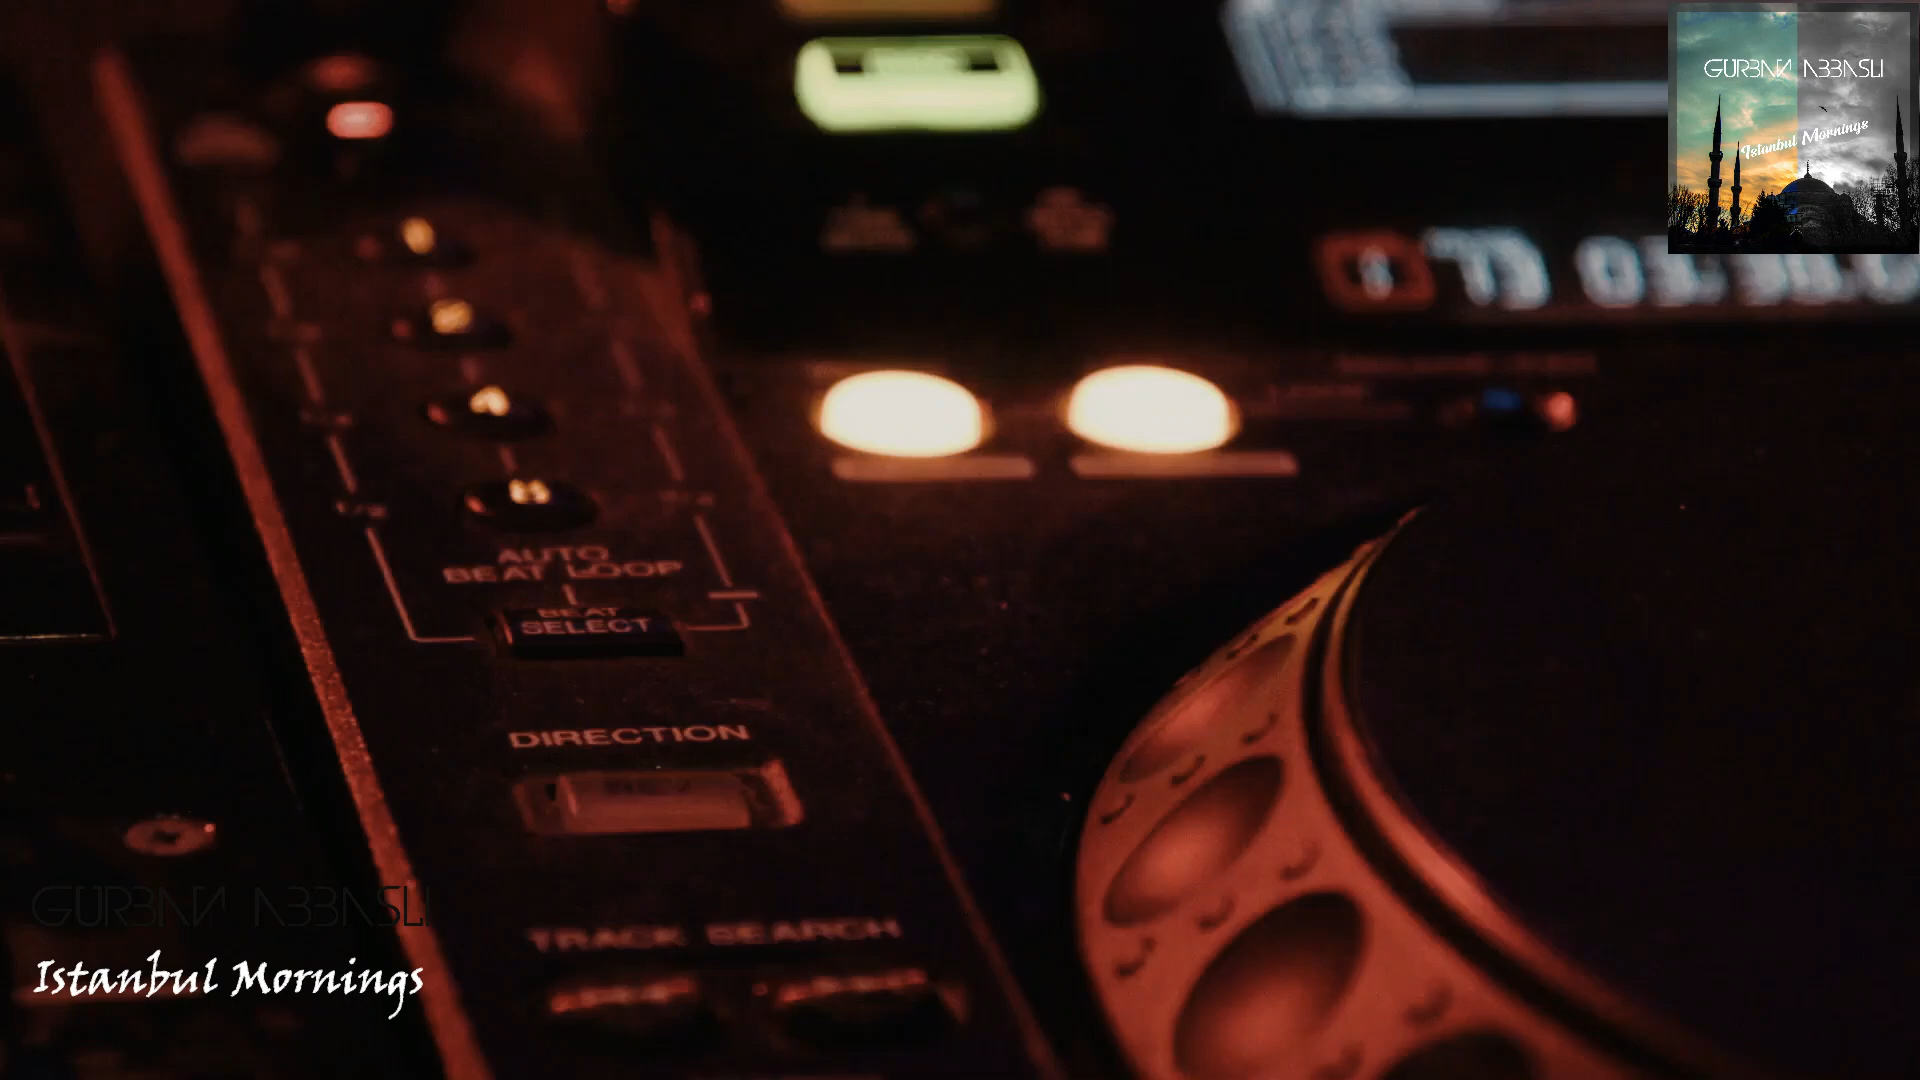 GURBAN ABBASLI
Istanbul Mornings
AUTO
BEAT LOOP
BEAT
SELECT
DIRECTION
TRACK SEARCH
GURBAN ABBASLI
Istanbul Mornings